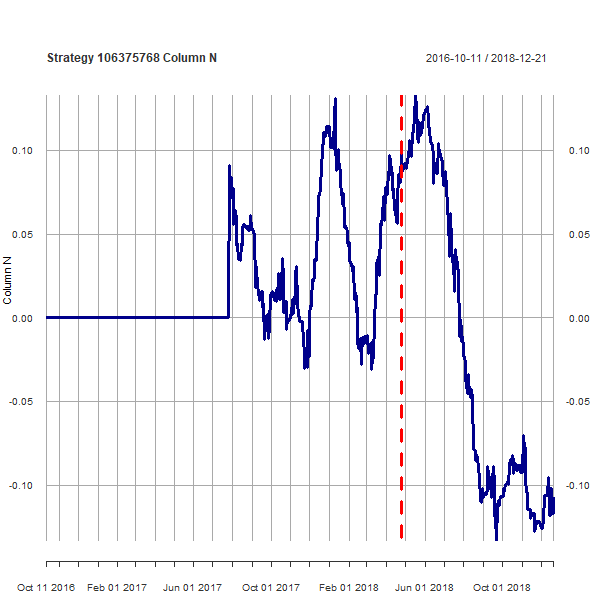 Strategy 106375768 Column N
2016-10-11 / 2018-12-21
0.10
0.10
0.05
0.05
0.00
0.00
-0.05
-0.05
-0.10
-0.10
Column N
Oct 11 2016
Feb 01 2017
Jun 01 2017
Oct 01 2017
Feb 01 2018
Jun 01 2018
Oct 01 2018